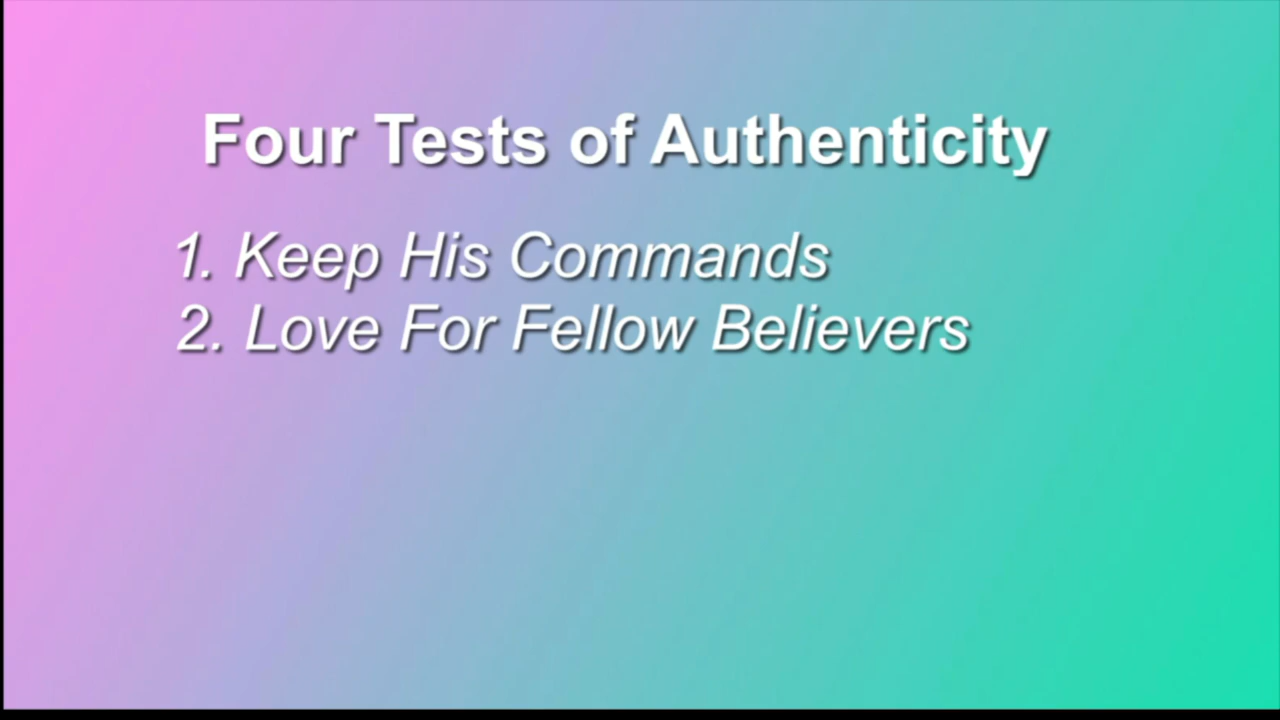 Four Tests of Authenticity
1. Keep His Commands
2. Love For Fellow Believers